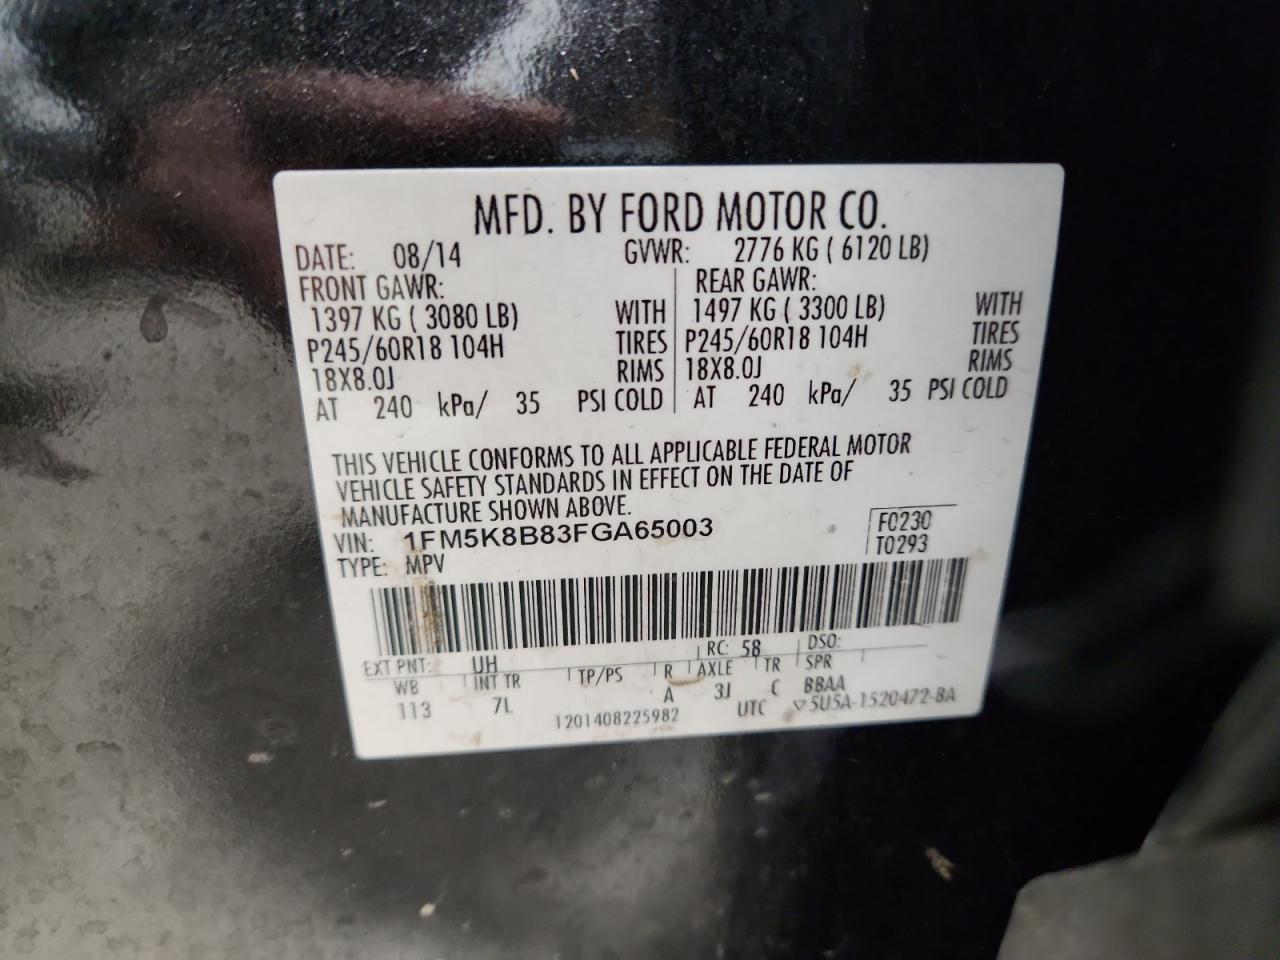 MFD. BY FORD MOTOR CO.
DATE: 08/14 GVWR: 2776 KG ( 6120 LB)
FRONT GAWR: REAR GAWR:
1397 KG ( 3080 LB) WITH 1497 KG ( 3300 LB) WITH
P245/60R18 104H TIRES P245/60R18 104H TIRES
18X8.0J RIMS 18X8.0J RIMS
AT 240 kPa/ 35 PSI COLD AT 240 kPa/ 35 PSI COLD
THIS VEHICLE CONFORMS TO ALL APPLICABLE FEDERAL MOTOR
VEHICLE SAFETY STANDARDS IN EFFECT ON THE DATE OF
MANUFACTURE SHOWN ABOVE.
VIN: 1FM5K8B83FGA65003 F0230
TYPE: MPV T0293
EXT PNT: UH RC: 58 DSO:
WB INT TR TP/PS R AXLE TR SPR
113 7L A 3J C BBAA
1201408225982 UTC ▽5U5A-1520472-BA